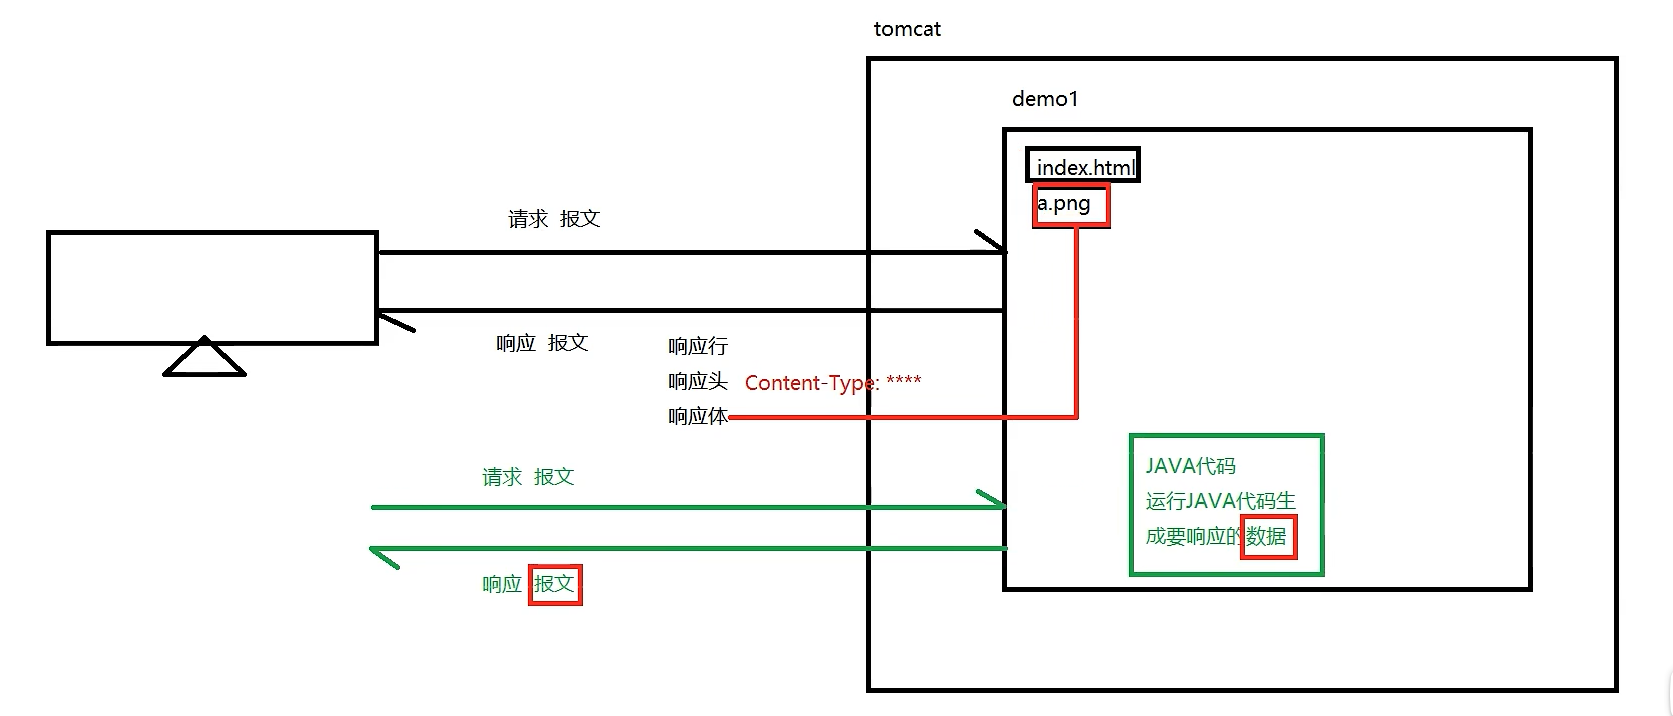 tomcat
demo1
index.html
a.png
请求 报文
响应 报文
响应行
响应头 Content-Type: ****
响应体
请求 报文
响应 报文
JAVA代码
运行JAVA代码生
成要响应的数据